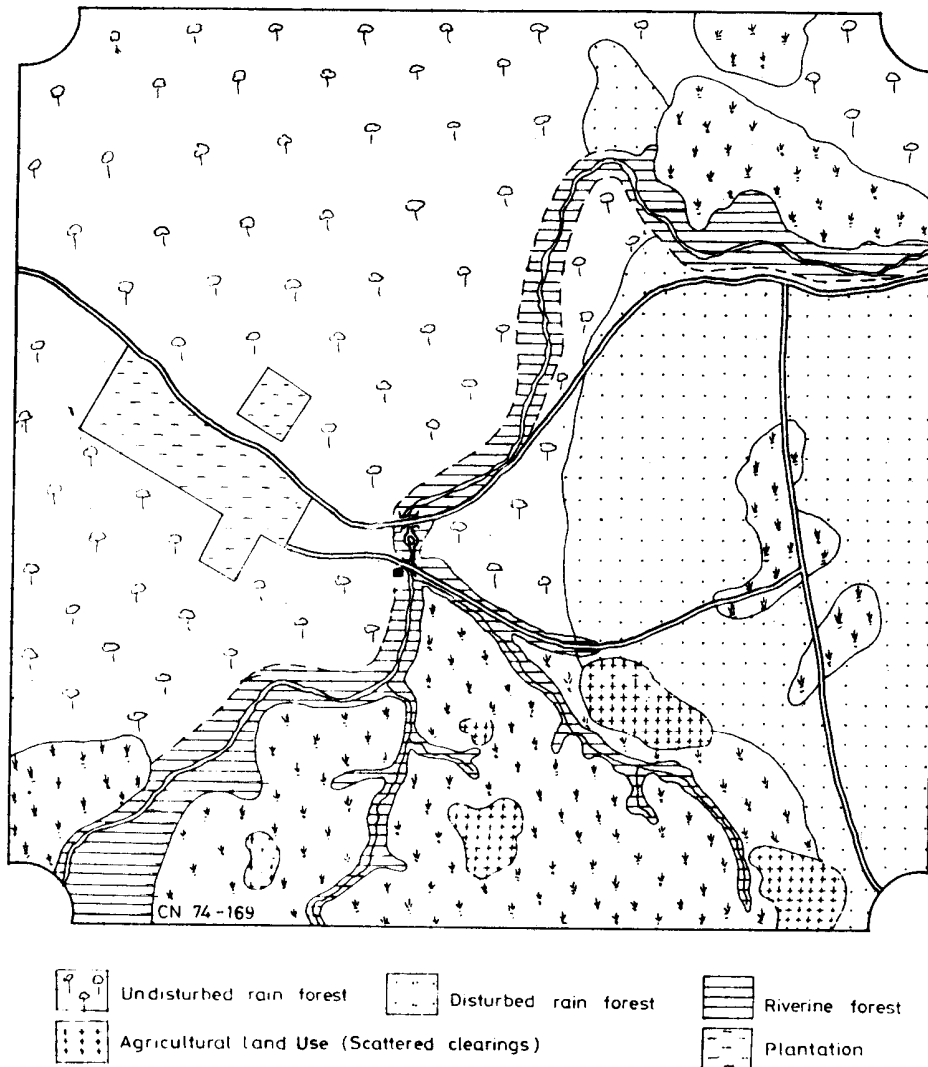 CN 74-169
Undisturbed rain forest
Disturbed rain forest
Riverine forest
Agricultural land Use (Scattered clearings)
Plantation